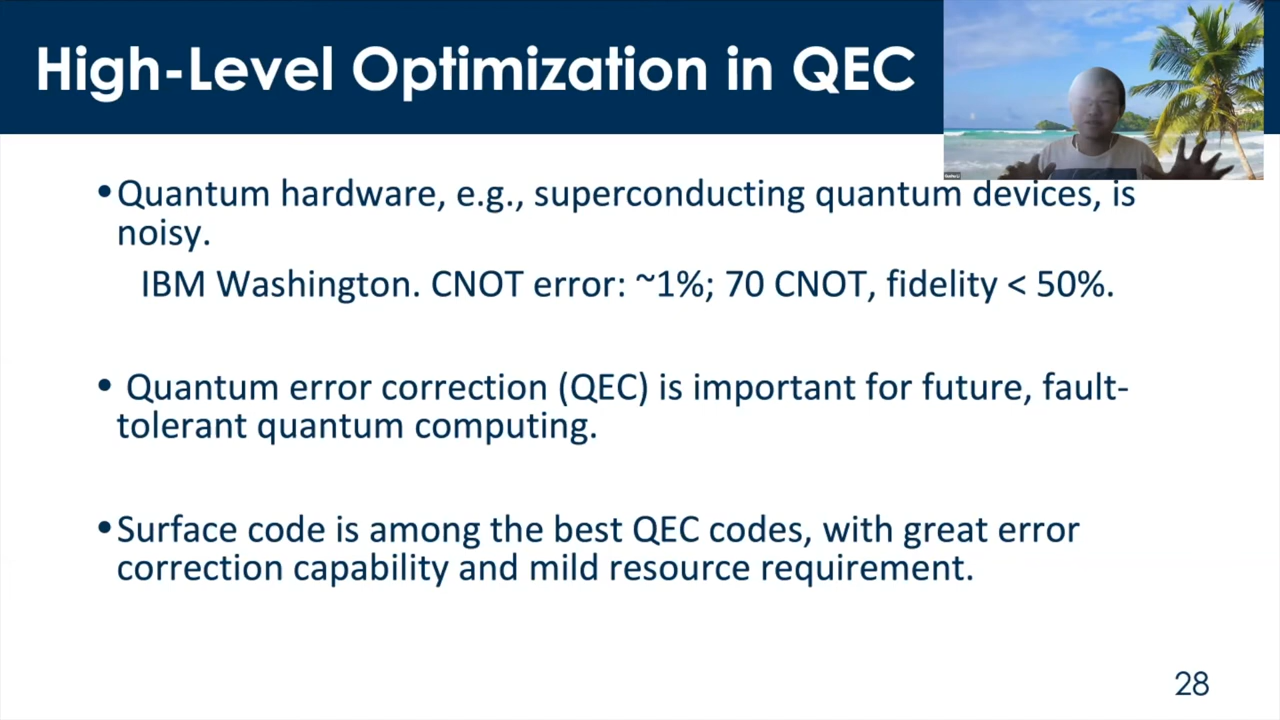 High-Level Optimization in QEC
•Quantum hardware, e.g., superconducting quantum devices, is
noisy.
IBM Washington. CNOT error: ~1%; 70 CNOT, fidelity < 50%.
• Quantum error correction (QEC) is important for future, fault-
tolerant quantum computing.
•Surface code is among the best QEC codes, with great error
correction capability and mild resource requirement.
28